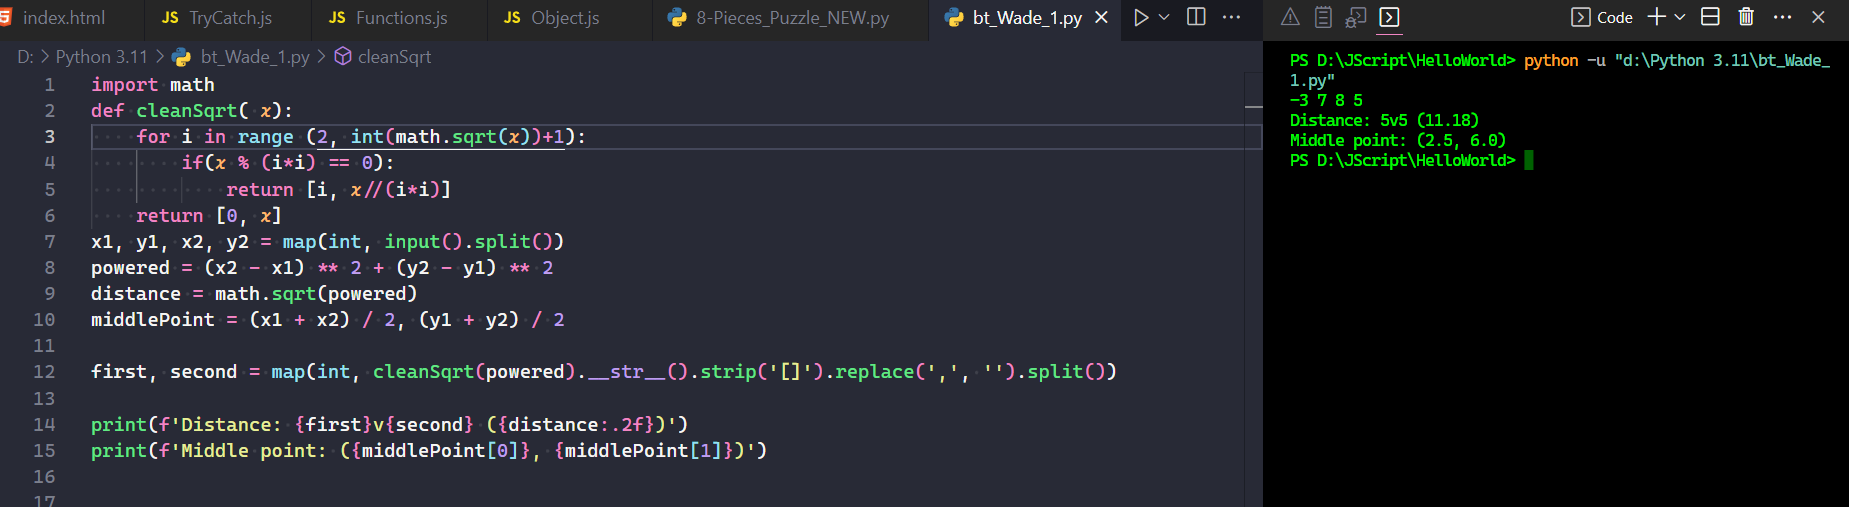 index.html JS TryCatch.js JS Functions.js JS Object.js 8-Pieces_Puzzle_NEW.py bt_Wade_1.py
D: > Python 3.11 > bt_Wade_1.py > cleanSqrt
1 import math
2 def cleanSqrt( x):
3 for i in range (2, int(math.sqrt(x))+1):
4 if(x % (i*i) == 0):
5 return [i, x//(i*i)]
6 return [0, x]
7 x1, y1, x2, y2 = map(int, input().split())
8 powered = (x2 - x1) ** 2 + (y2 - y1) ** 2
9 distance = math.sqrt(powered)
10 middlePoint = (x1 + x2) / 2, (y1 + y2) / 2
11
12 first, second = map(int, cleanSqrt(powered).__str__().strip('[]').replace(',', '').split())
13
14 print(f'Distance: {first}v{second} ({distance:.2f})')
15 print(f'Middle point: ({middlePoint[0]}, {middlePoint[1]})')
16
17
Code
PS D:\JScript\HelloWorld> python -u "d:\Python 3.11\bt_Wade_
1.py"
-3 7 8 5
Distance: 5v5 (11.18)
Middle point: (2.5, 6.0)
PS D:\JScript\HelloWorld>